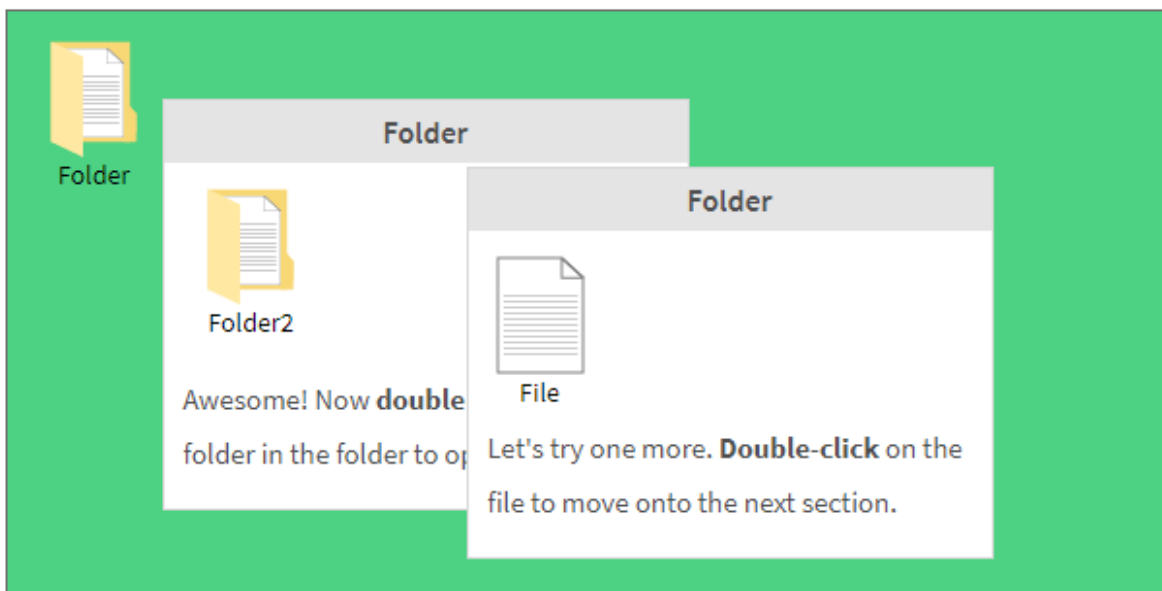 Folder
Folder
Folder2
Awesome! Now double
folder in the folder to
Folder
File
Let's try one more. Double-click on the
file to move onto the next section.